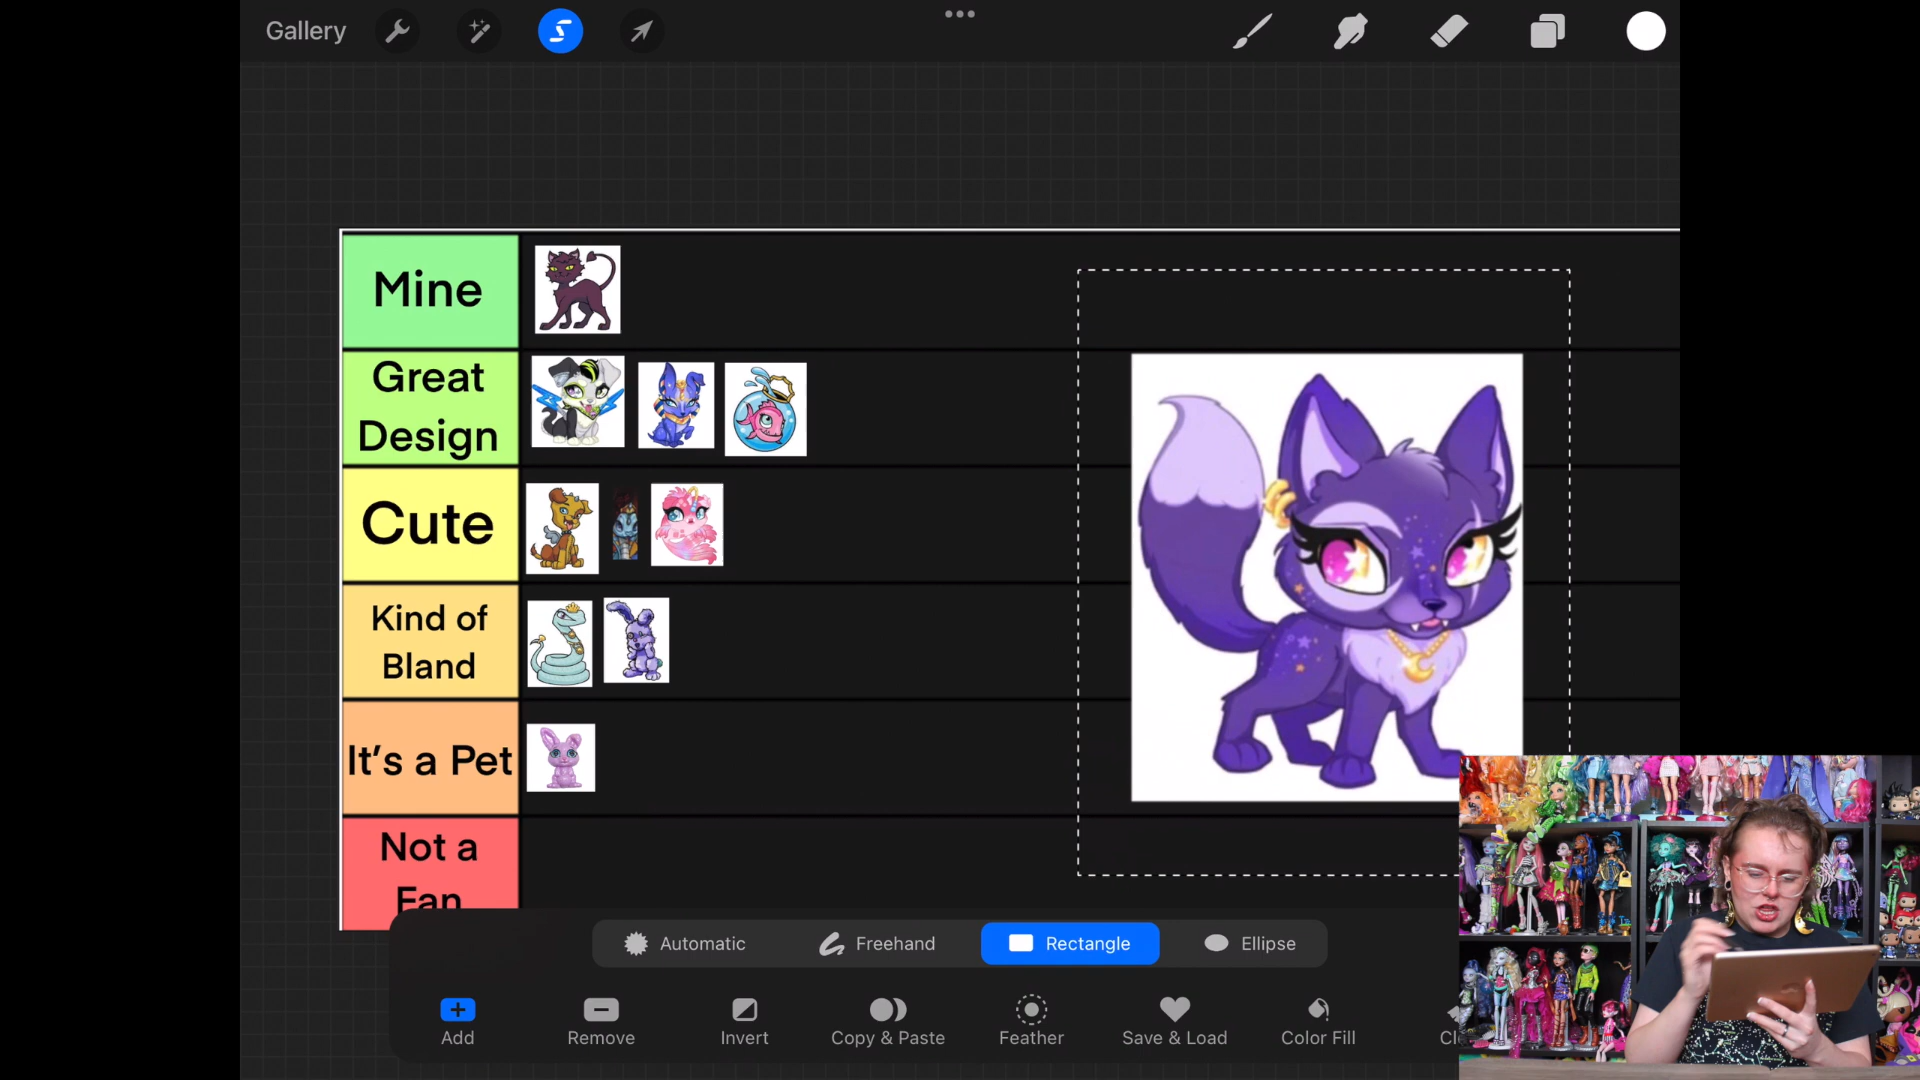 Gallery
Mine
Great
Design
Cute
Kind of
Bland
It's a Pet
Not a
Fan
Automatic
Freehand
Rectangle
Ellipse
Add
Remove
Invert
Copy & Paste
Feather
Save & Load
Color Fill